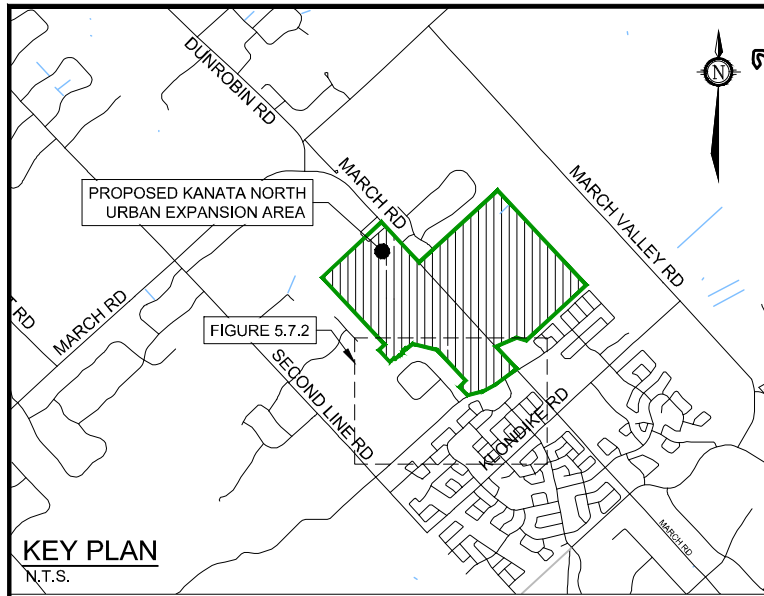 DUNROBIN RD
N
MARCH RD
MARCH VALLEY RD
PROPOSED KANATA NORTH
URBAN EXPANSION AREA
MARCH RD
RD
FIGURE 5.7.2
SECOND LINE RD
KLONDIKE RD
MARCH RD
KEY PLAN
N.T.S.